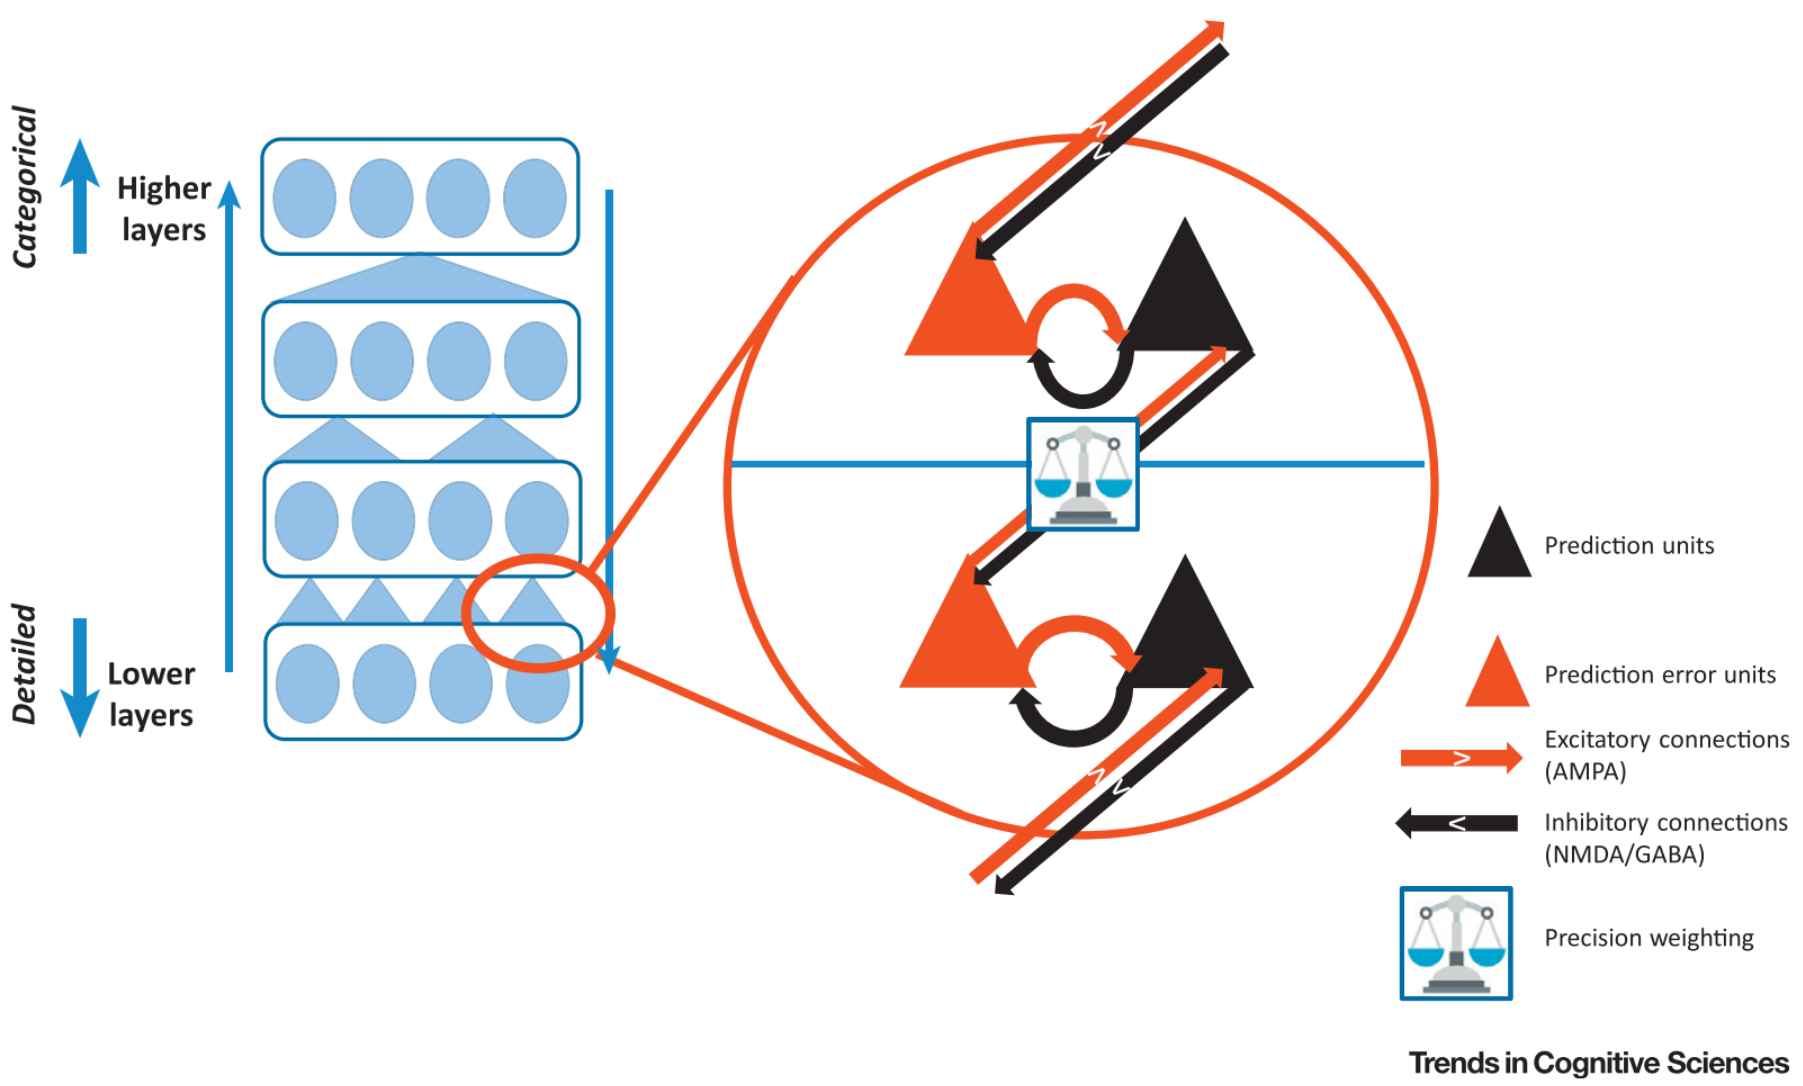 Categorical
Higher
layers
Detailed
Lower
layers
Prediction units
Prediction error units
Excitatory connections
(AMPA)
Inhibitory connections
(NMDA/GABA)
Precision weighting
Trends in Cognitive Sciences